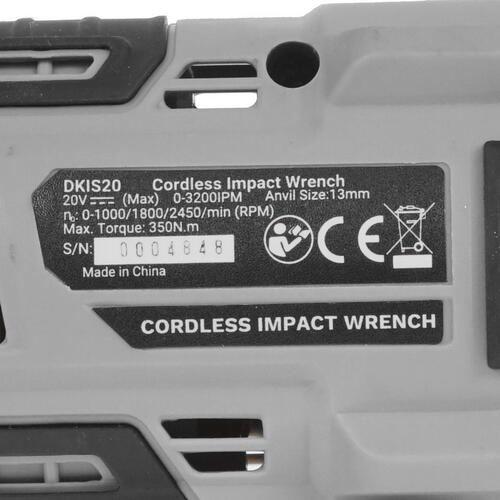 DKIS20 Cordless Impact Wrench
20V⎓ (Max) 0-3200IPM Anvil Size:13mm
n₀: 0-1000/1800/2450/min (RPM)
Max. Torque: 350N.m
S/N: 0004848
Made in China
CE
CORDLESS IMPACT WRENCH